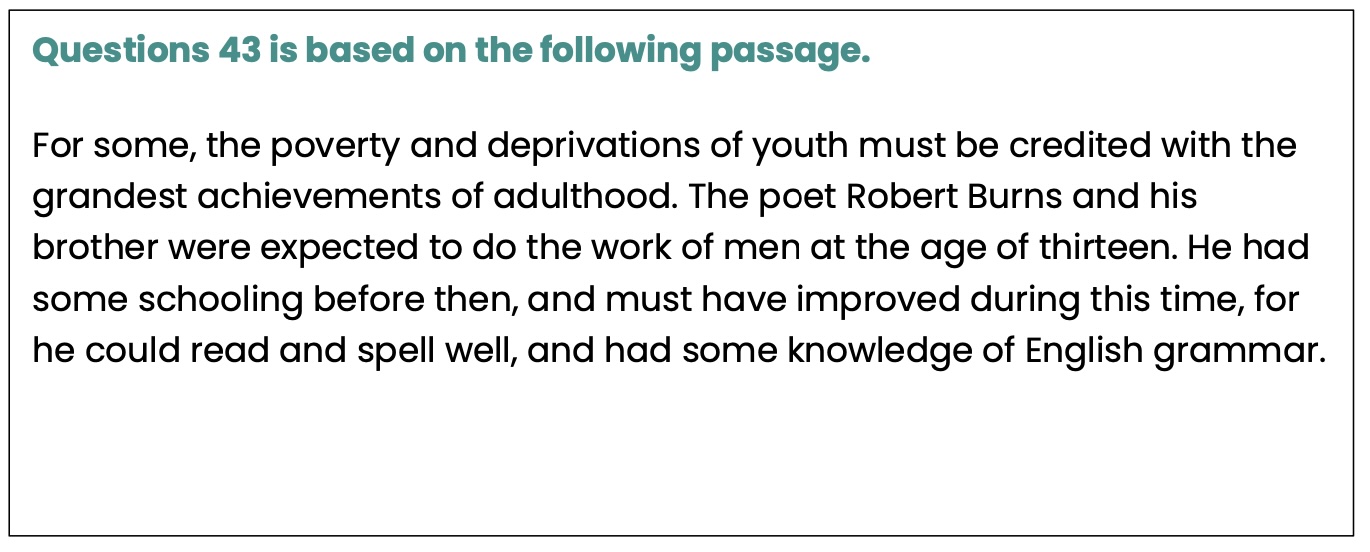 Questions 43 is based on the following passage.
For some, the poverty and deprivations of youth must be credited with the
grandest achievements of adulthood. The poet Robert Burns and his
brother were expected to do the work of men at the age of thirteen. He had
some schooling before then, and must have improved during this time, for
he could read and spell well, and had some knowledge of English grammar.